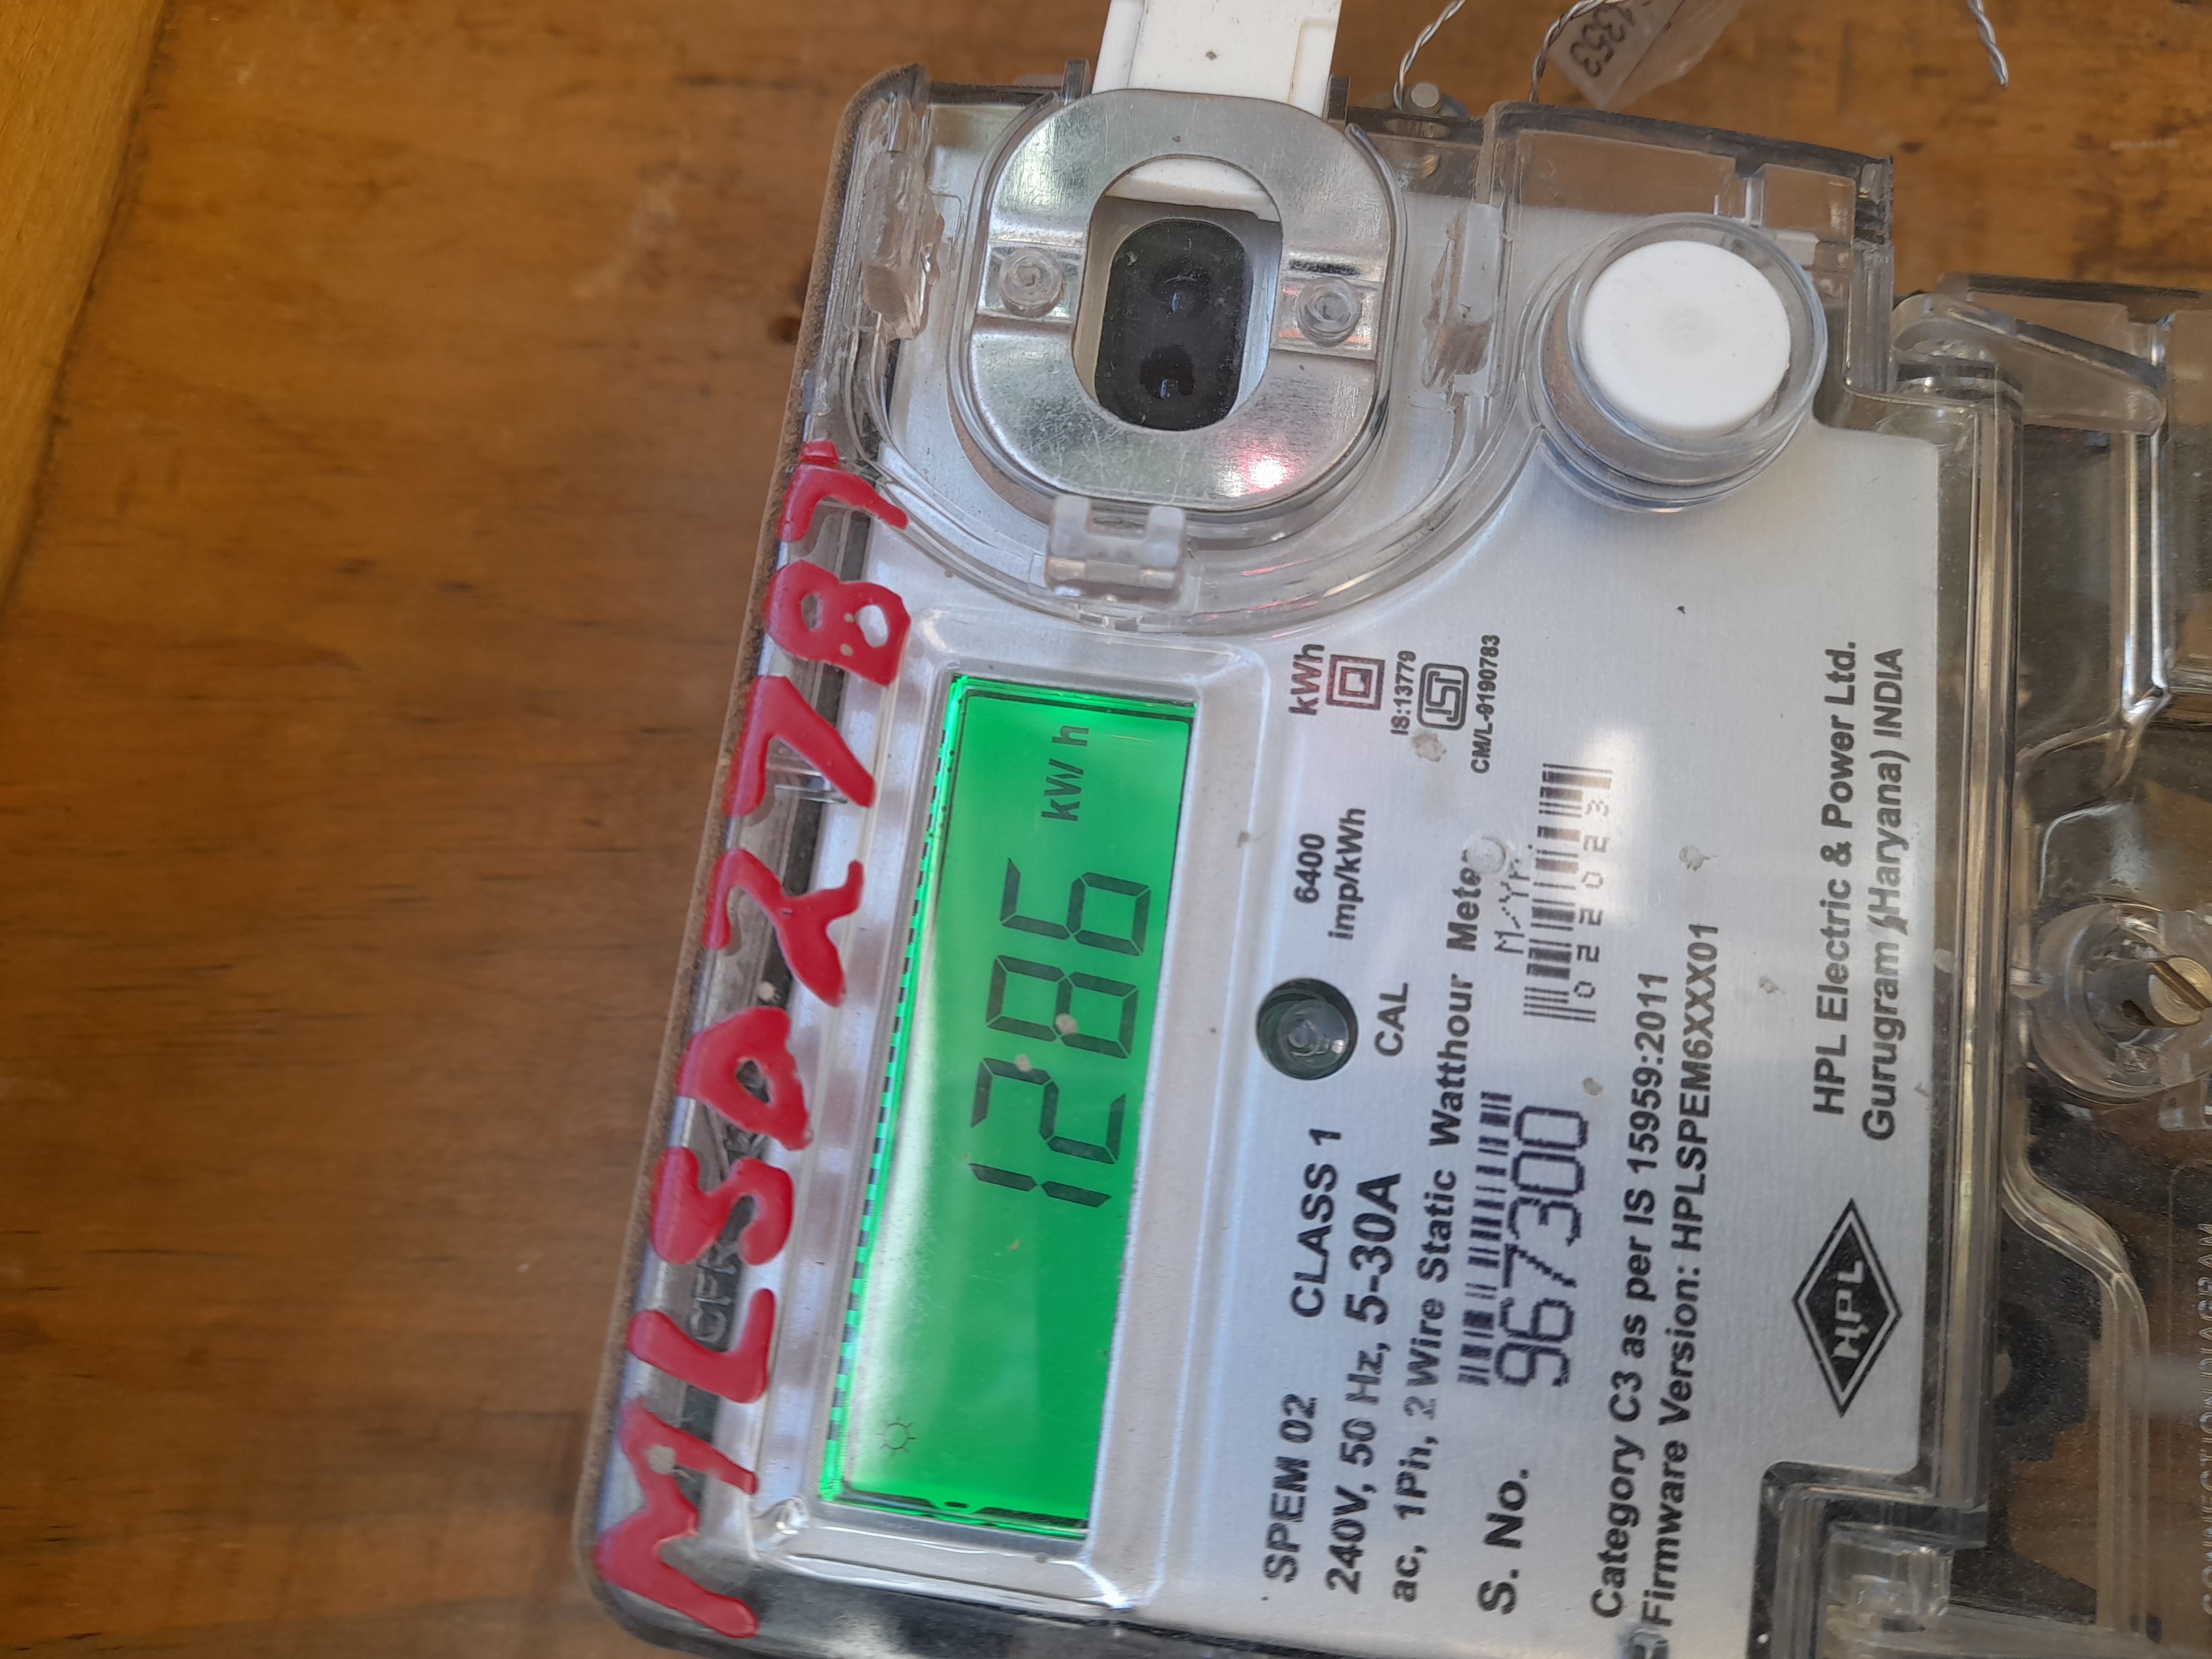 MLSD2787
1286 kWh
kWh
6400
imp/kWh
CAL
IS:13779
ISI
CM/L-9190783
SPEM 02 CLASS 1
240V, 50 Hz, 5-30A
ac, 1Ph, 2 Wire Static Watthour Meter
S. No. 967300
022023
Category C3 as per IS 15959:2011
Firmware Version: HPLSPEM6XXX01
HPL
HPL Electric & Power Ltd.
Gurugram (Haryana) INDIA